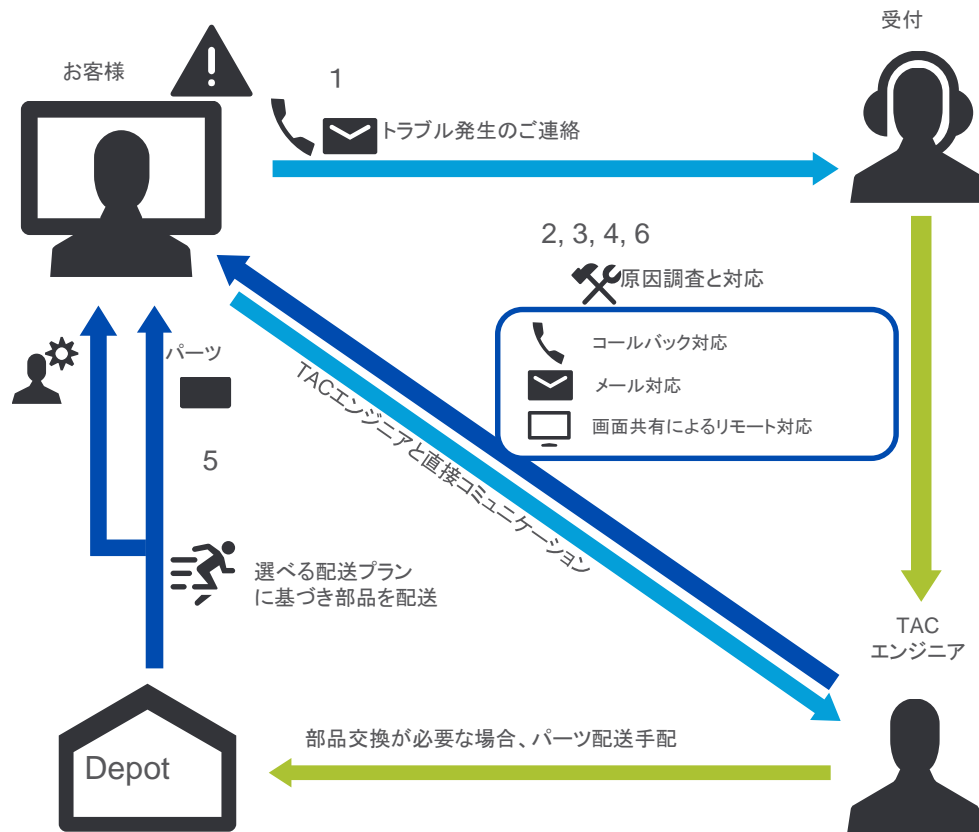 受付
お客様
1
トラブル発生のご連絡
2, 3, 4, 6
原因調査と対応
コールバック対応
メール対応
画面共有によるリモート対応
パーツ
5
TACエンジニアと直接コミュニケーション
選べる配送プラン
に基づき部品を配送
TAC
エンジニア
部品交換が必要な場合、パーツ配送手配
Depot